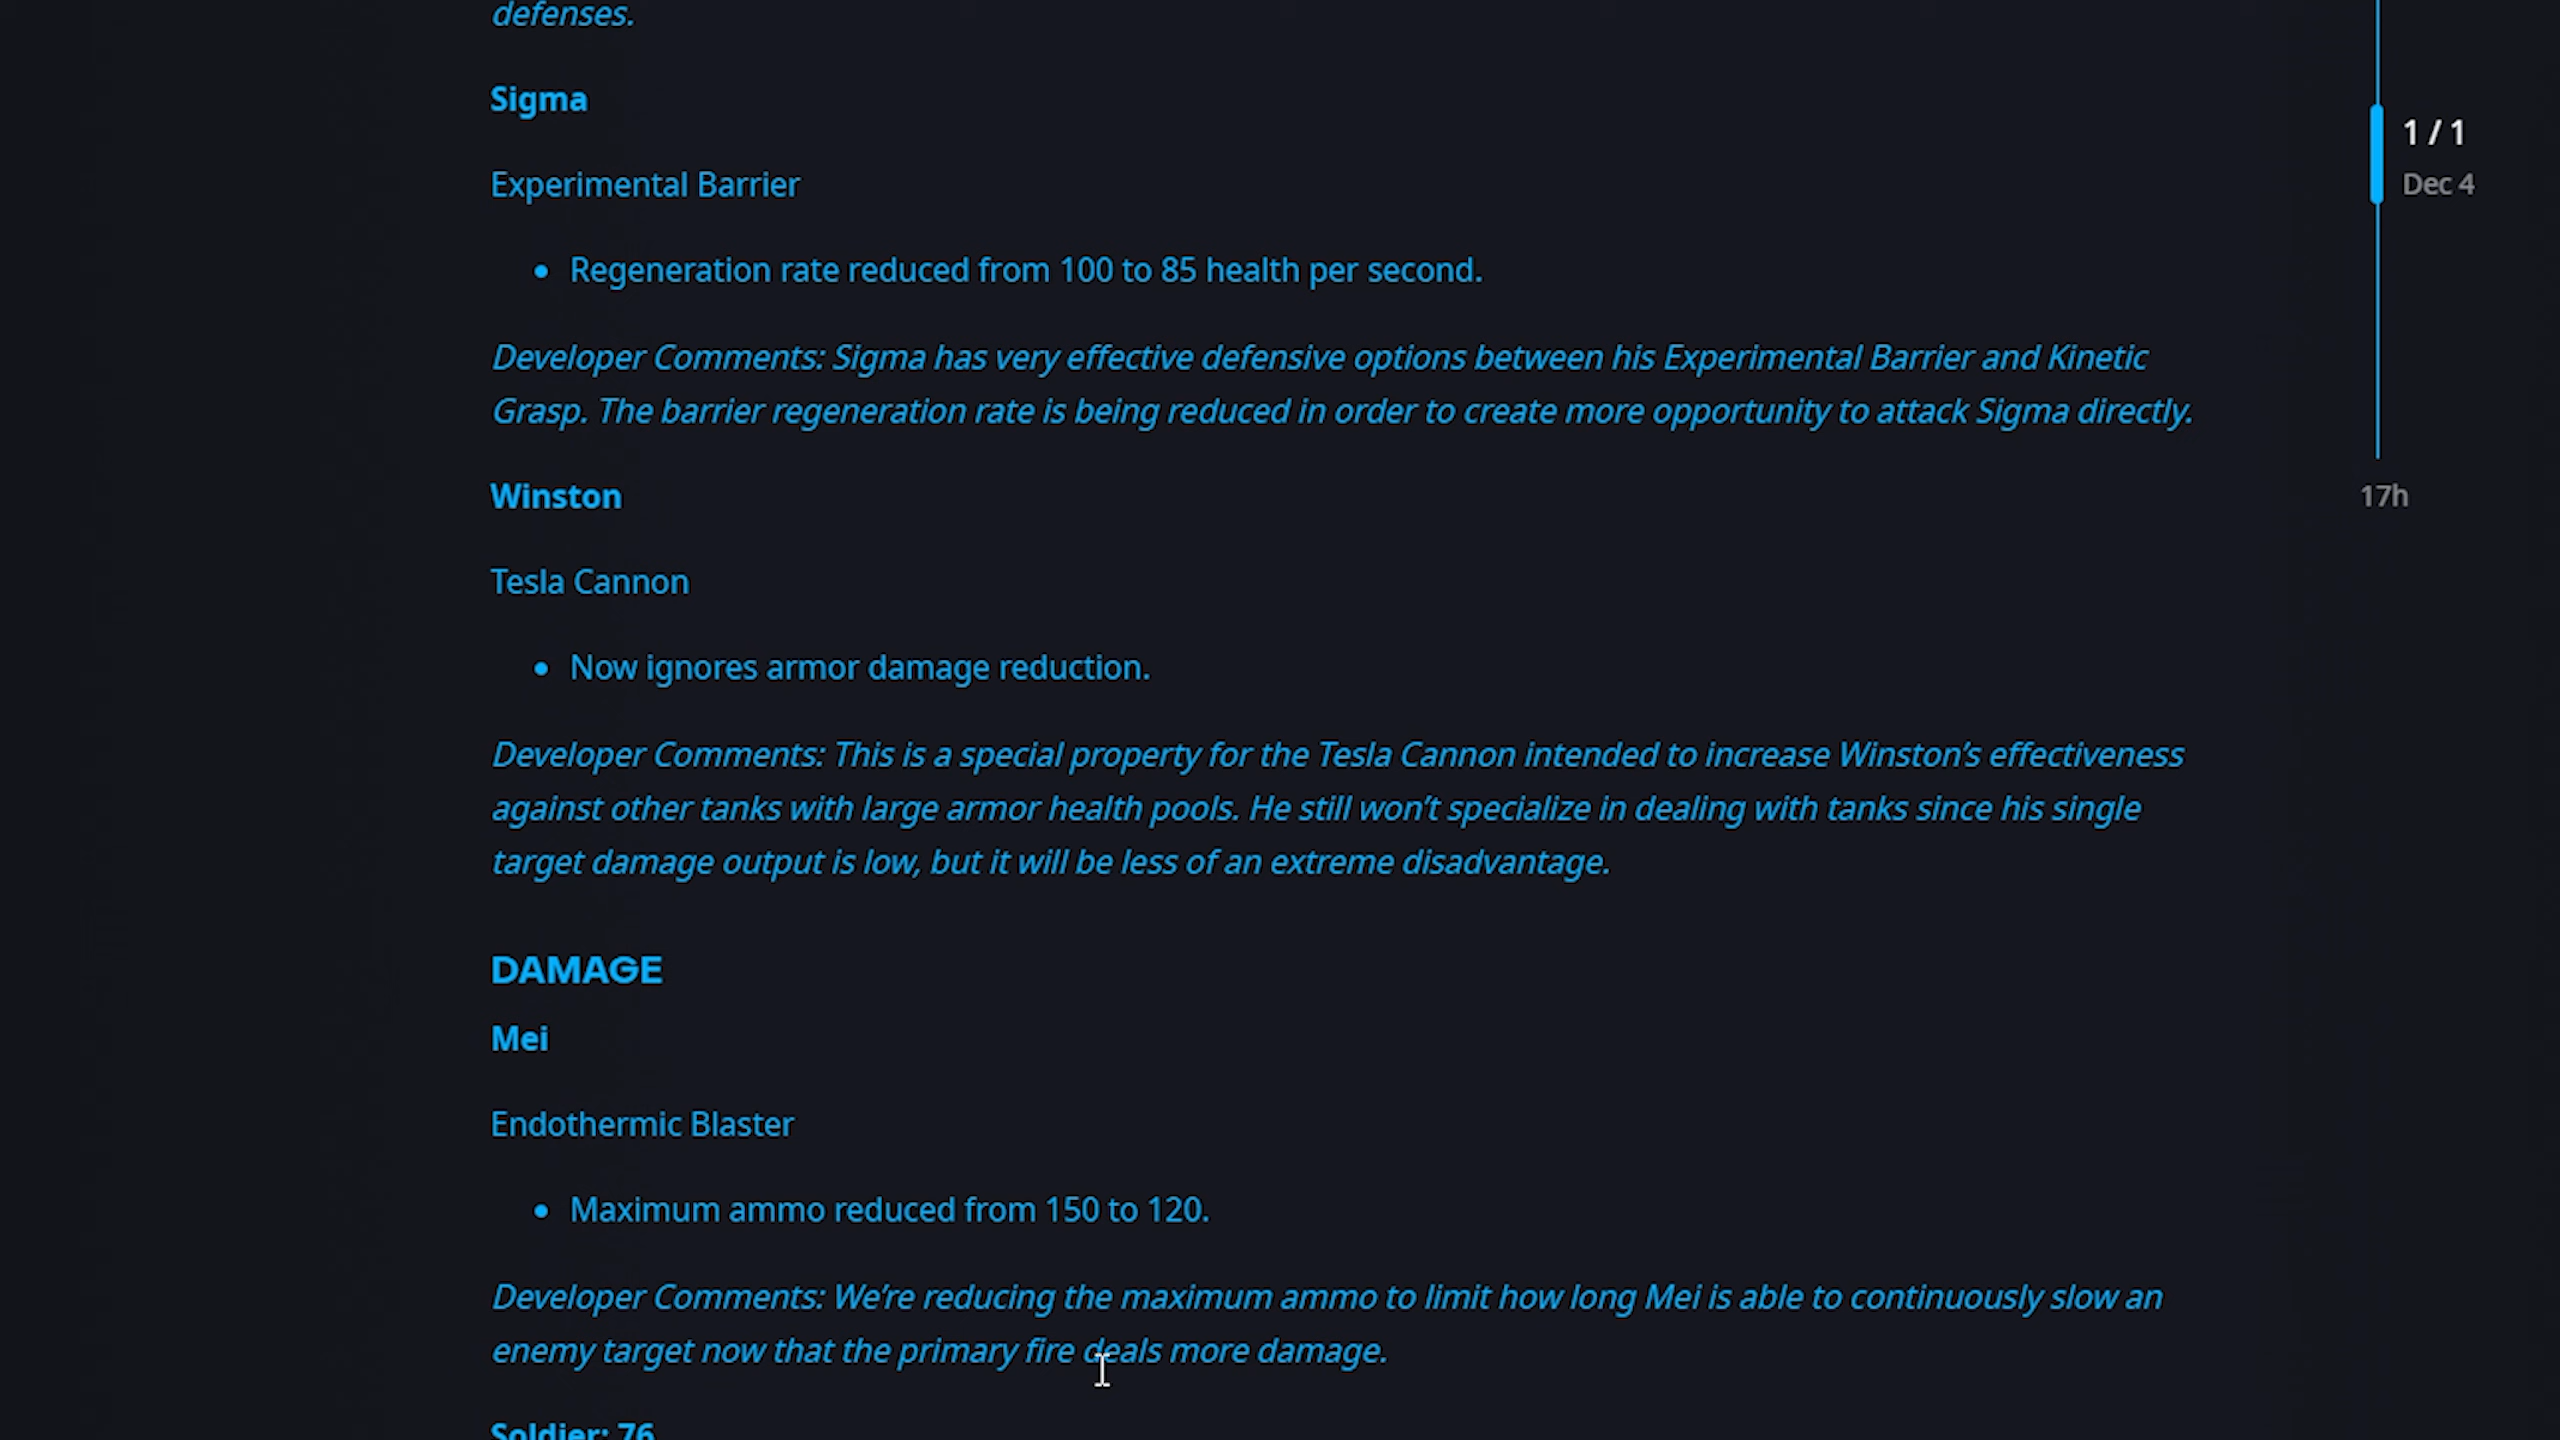 defenses.
Sigma
Experimental Barrier
• Regeneration rate reduced from 100 to 85 health per second.
Developer Comments: Sigma has very effective defensive options between his Experimental Barrier and Kinetic
Grasp. The barrier regeneration rate is being reduced in order to create more opportunity to attack Sigma directly.
Winston
Tesla Cannon
• Now ignores armor damage reduction.
Developer Comments: This is a special property for the Tesla Cannon intended to increase Winston’s effectiveness
against other tanks with large armor health pools. He still won’t specialize in dealing with tanks since his single
target damage output is low, but it will be less of an extreme disadvantage.
DAMAGE
Mei
Endothermic Blaster
• Maximum ammo reduced from 150 to 120.
Developer Comments: We’re reducing the maximum ammo to limit how long Mei is able to continuously slow an
enemy target now that the primary fire deals more damage.
Soldier: 76
1 / 1
Dec 4
17h